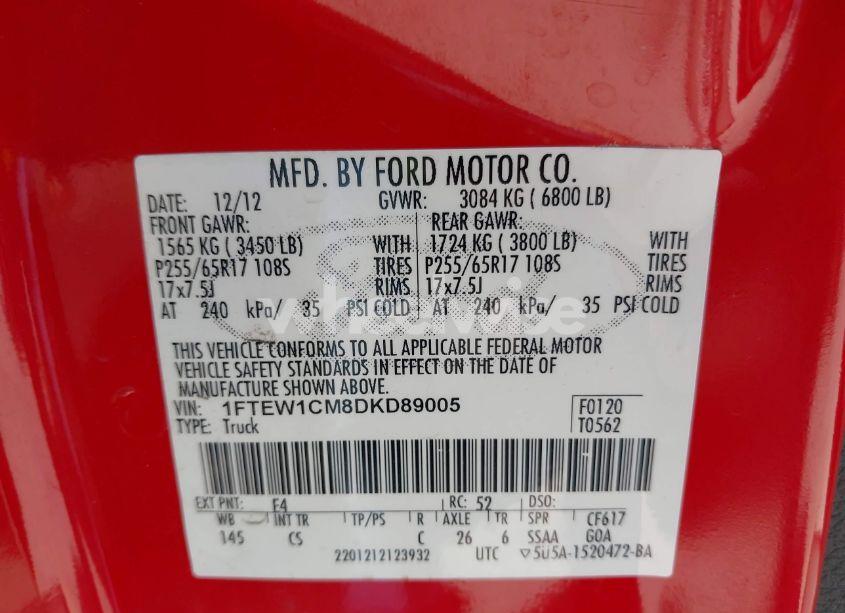 MFD. BY FORD MOTOR CO.
DATE: 12/12 GVWR: 3084 KG ( 6800 LB)
FRONT GAWR: REAR GAWR:
1565 KG ( 3450 LB) WITH 1724 KG ( 3800 LB) WITH
P255/65R17 108S TIRES P255/65R17 108S TIRES
17x7.5J RIMS 17x7.5J RIMS
AT 240 kPa/ 35 PSI COLD AT 240 kPa/ 35 PSI COLD
wheelwise
THIS VEHICLE CONFORMS TO ALL APPLICABLE FEDERAL MOTOR
VEHICLE SAFETY STANDARDS IN EFFECT ON THE DATE OF
MANUFACTURE SHOWN ABOVE.
VIN: 1FTEW1CM8DKD89005 F0120
TYPE: Truck T0562
EXT PNT: F4 RC: 52 DSO:
WB INT TR TP/PS R AXLE TR SPR CF617
145 CS C 26 6 SSAA GOA
2201212123932 UTC ▽5U5A-1520472-BA